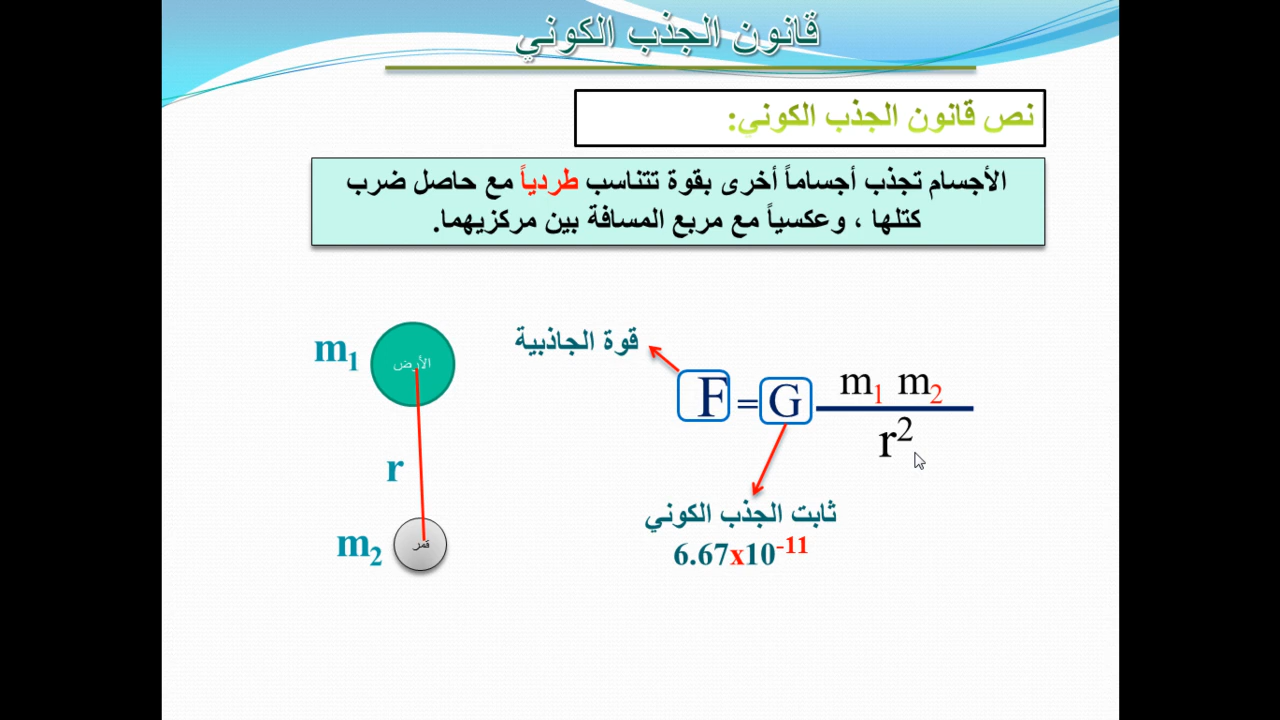 قانون الجذب الكوني
نص قانون الجذب الكوني:
الأجسام تجذب أجساماً أخرى بقوة تتناسب طردياً مع حاصل ضرب
كتلها ، وعكسياً مع مربع المسافة بين مركزيهما.
قوة الجاذبية
F = G m₁ m₂
r²
ثابت الجذب الكوني
6.67x10⁻¹¹
m₁
الأرض
r
m₂
قمر